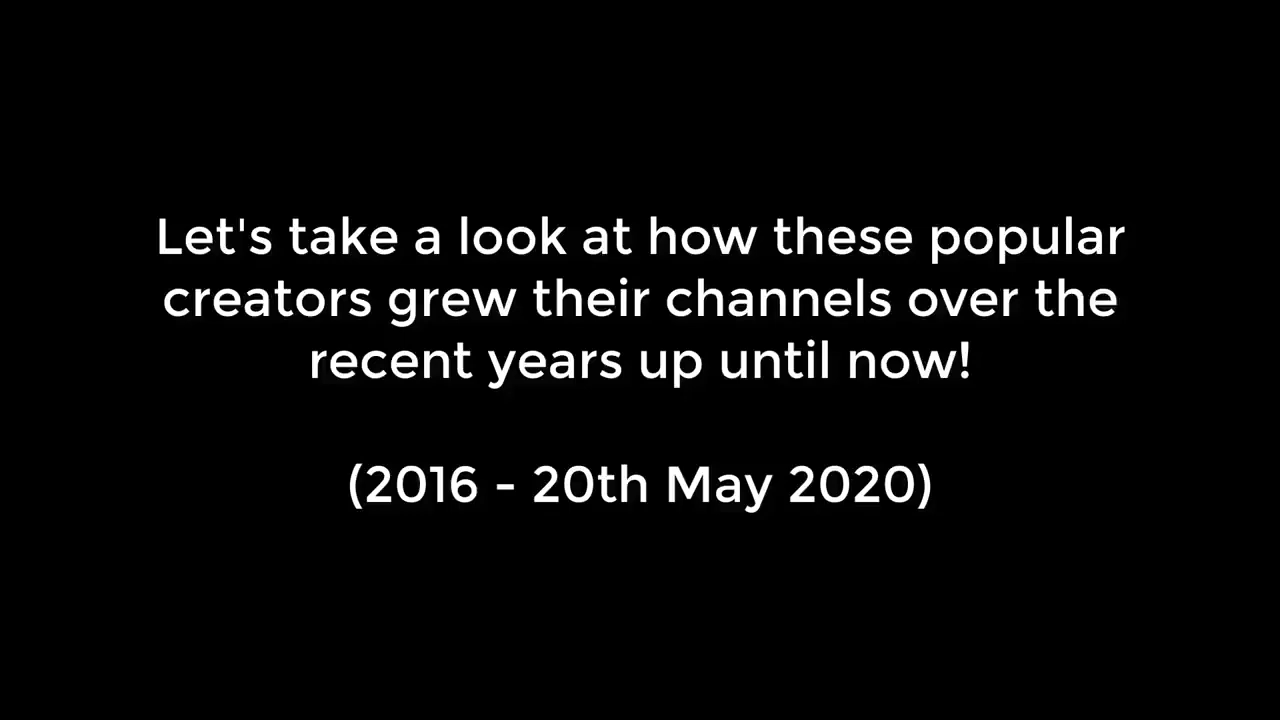 Let's take a look at how these popular
creators grew their channels over the
recent years up until now!
(2016 - 20th May 2020)